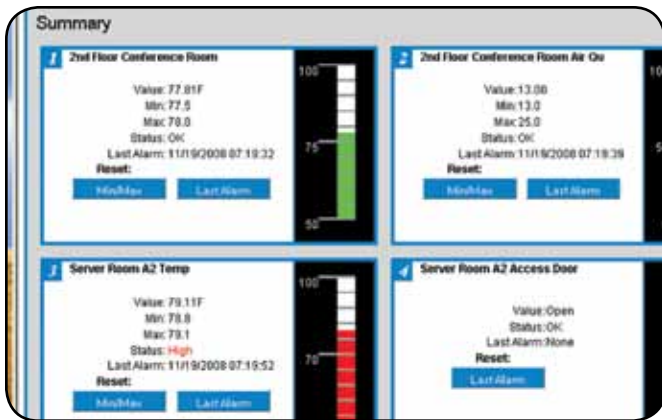 Summary
1 2nd Floor Conference Room
Value: 77.81F
Min: 77.5
Max: 78.0
Status: OK
Last Alarm: 11/19/2008 07:19:32
Reset:
Min/Max Last Alarm
100
75
50
2 2nd Floor Conference Room Air Qu
Value: 13.08
Min: 13.0
Max: 25.0
Status: OK
Last Alarm: 11/19/2008 07:19:39
Reset:
Min/Max Last Alarm
10
5
3 Server Room A2 Temp
Value: 79.11F
Min: 78.8
Max: 79.1
Status: High
Last Alarm: 11/19/2008 07:19:52
Reset:
Min/Max Last Alarm
100
70
4 Server Room A2 Access Door
Value: Open
Status: OK
Last Alarm: None
Reset:
Last Alarm